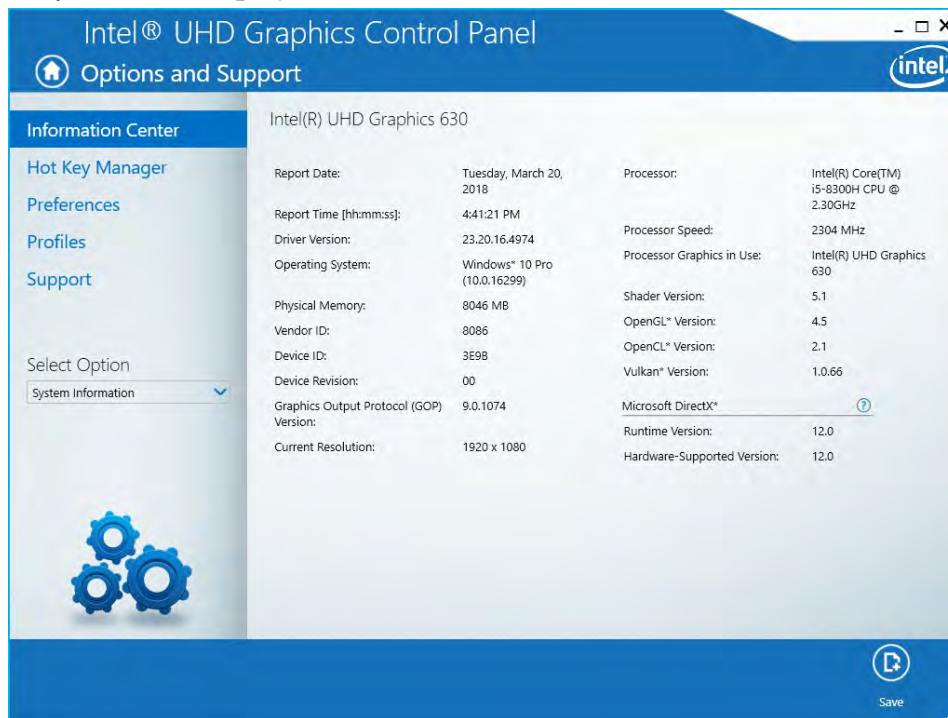 Intel® UHD Graphics Control Panel
Options and Support
intel
Information Center
Hot Key Manager
Preferences
Profiles
Support
Select Option
System Information
Intel(R) UHD Graphics 630
Report Date: Tuesday, March 20,
2018
Report Time [hh:mm:ss]: 4:41:21 PM
Driver Version: 23.20.16.4974
Operating System: Windows* 10 Pro
(10.0.16299)
Physical Memory: 8046 MB
Vendor ID: 8086
Device ID: 3E9B
Device Revision: 00
Graphics Output Protocol (GOP) 9.0.1074
Version:
Current Resolution: 1920 x 1080
Processor: Intel(R) Core(TM)
i5-8300H CPU @
2.30GHz
Processor Speed: 2304 MHz
Processor Graphics in Use: Intel(R) UHD Graphics
630
Shader Version: 5.1
OpenGL* Version: 4.5
OpenCL* Version: 2.1
Vulkan* Version: 1.0.66
Microsoft DirectX* ?
Runtime Version: 12.0
Hardware-Supported Version: 12.0
Save